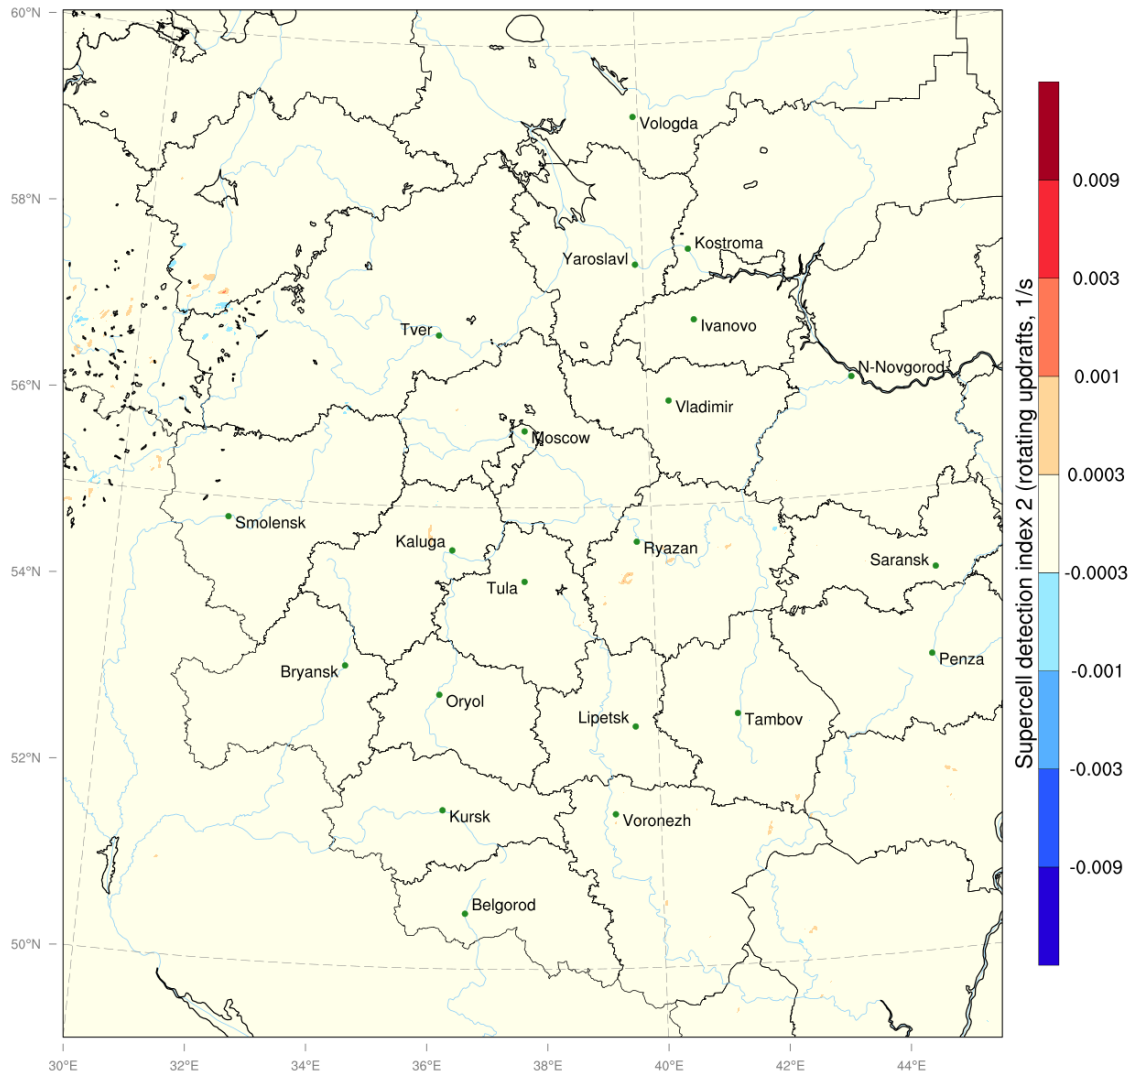 60°N
58°N
56°N
54°N
52°N
50°N
30°E
32°E
34°E
36°E
38°E
40°E
42°E
44°E
Vologda
Kostroma
Yaroslavl
Ivanovo
Tver
N-Novgorod
Vladimir
Moscow
Smolensk
Kaluga
Ryazan
Saransk
Tula
Penza
Bryansk
Oryol
Lipetsk
Tambov
Kursk
Voronezh
Belgorod
Supercell detection index 2 (rotating updrafts, 1/s
0.009
0.003
0.001
0.0003
-0.0003
-0.001
-0.003
-0.009